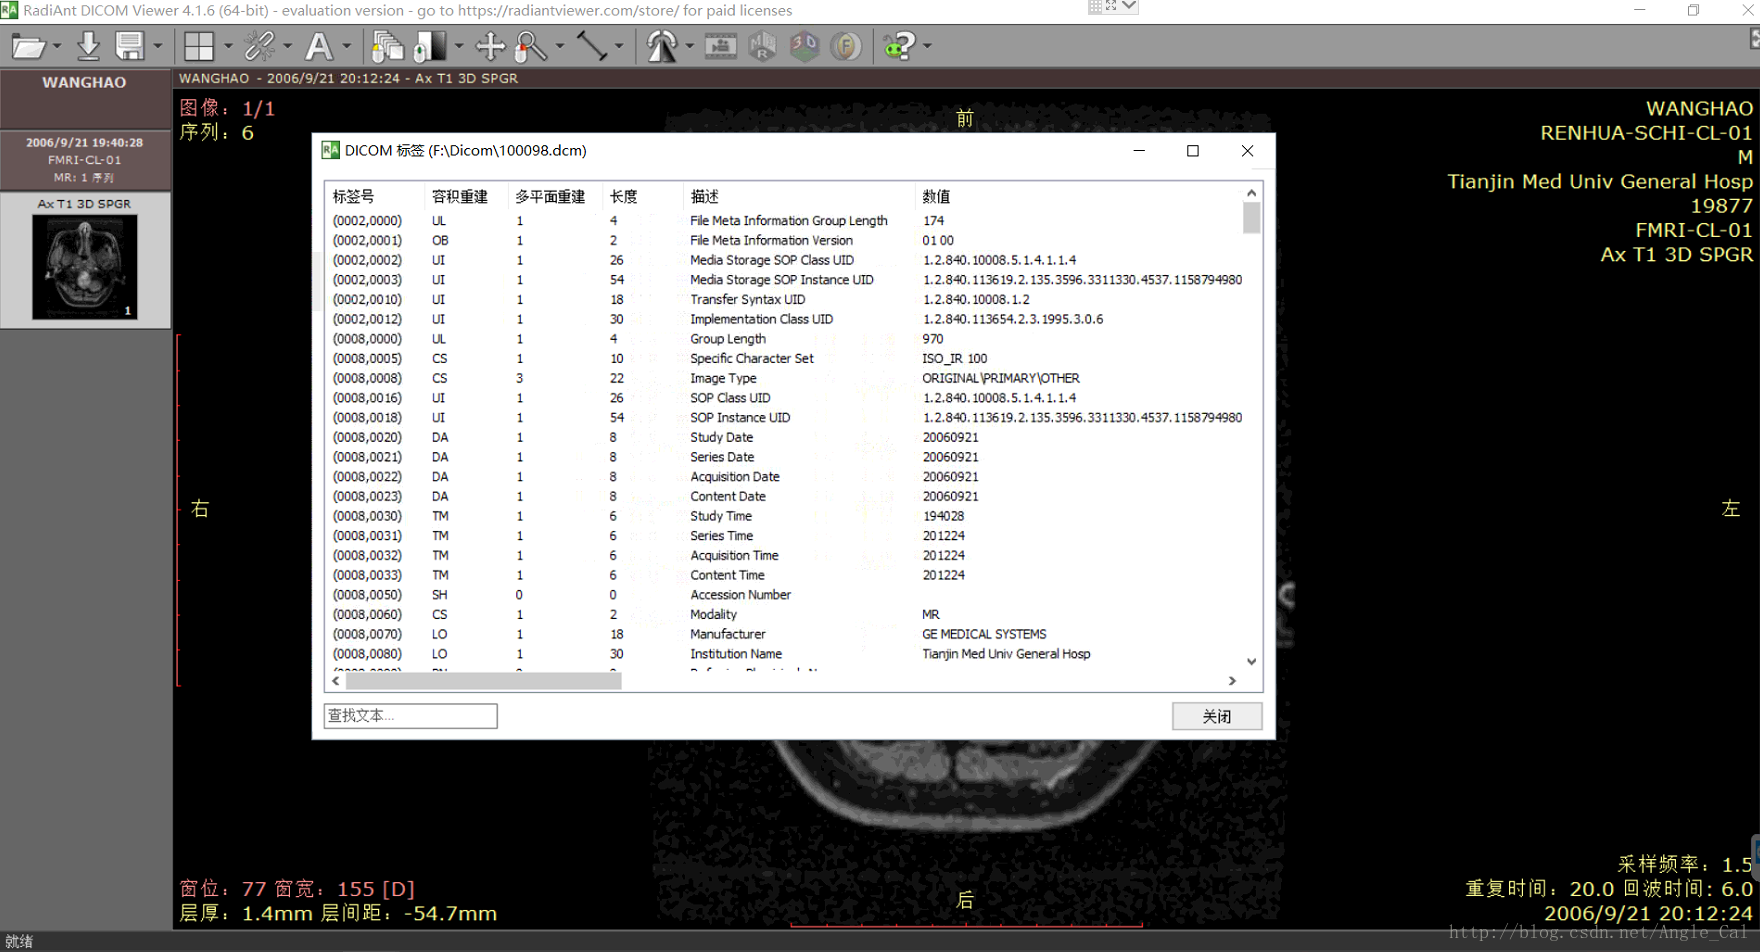 RadiAnt DICOM Viewer 4.1.6 (64-bit) - evaluation version - go to https://radiantviewer.com/store/ for paid licenses
WANGHAO
WANGHAO - 2006/9/21 20:12:24 - Ax T1 3D SPGR
2006/9/21 19:40:28
FMRI-CL-01
MR: 1 序列
Ax T1 3D SPGR
1
图像: 1/1
序列: 6
前
WANGHAO
RENHUA-SCHI-CL-01
M
Tianjin Med Univ General Hosp
19877
FMRI-CL-01
Ax T1 3D SPGR
右
左
DICOM 标签 (F:\Dicom\100098.dcm)
标签号 容积重建 多平面重建 长度 描述 数值
(0002,0000) UL 1 4 File Meta Information Group Length 174
(0002,0001) OB 1 2 File Meta Information Version 01 00
(0002,0002) UI 1 26 Media Storage SOP Class UID 1.2.840.10008.5.1.4.1.1.4
(0002,0003) UI 1 54 Media Storage SOP Instance UID 1.2.840.113619.2.135.3596.3311330.4537.1158794980
(0002,0010) UI 1 18 Transfer Syntax UID 1.2.840.10008.1.2
(0002,0012) UI 1 30 Implementation Class UID 1.2.840.113654.2.3.1995.3.0.6
(0008,0000) UL 1 4 Group Length 970
(0008,0005) CS 1 10 Specific Character Set ISO_IR 100
(0008,0008) CS 3 22 Image Type ORIGINAL\PRIMARY\OTHER
(0008,0016) UI 1 26 SOP Class UID 1.2.840.10008.5.1.4.1.1.4
(0008,0018) UI 1 54 SOP Instance UID 1.2.840.113619.2.135.3596.3311330.4537.1158794980
(0008,0020) DA 1 8 Study Date 20060921
(0008,0021) DA 1 8 Series Date 20060921
(0008,0022) DA 1 8 Acquisition Date 20060921
(0008,0023) DA 1 8 Content Date 20060921
(0008,0030) TM 1 6 Study Time 194028
(0008,0031) TM 1 6 Series Time 201224
(0008,0032) TM 1 6 Acquisition Time 201224
(0008,0033) TM 1 6 Content Time 201224
(0008,0050) SH 0 0 Accession Number
(0008,0060) CS 1 2 Modality MR
(0008,0070) LO 1 18 Manufacturer GE MEDICAL SYSTEMS
(0008,0080) LO 1 30 Institution Name Tianjin Med Univ General Hosp
查找文本...
关闭
窗位: 77 窗宽: 155 [D]
层厚: 1.4mm 层间距: -54.7mm
后
采样频率: 1.5
重复时间: 20.0 回波时间: 6.0
2006/9/21 20:12:24
http://blog.csdn.net/Angle_Cal
就绪